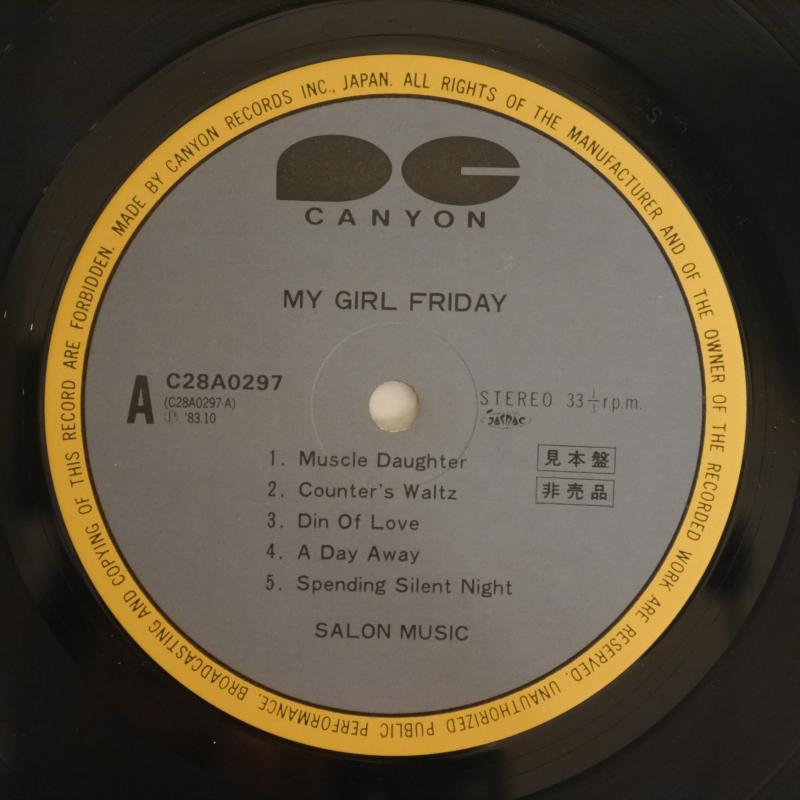 MADE BY CANYON RECORDS INC., JAPAN. ALL RIGHTS OF THE MANUFACTURER AND OF THE OWNER OF THE RECORDED WORK ARE RESERVED. UNAUTHORIZED PUBLIC PERFORMANCE, BROADCASTING AND COPYING OF THIS RECORD ARE FORBIDDEN.
CANYON
MY GIRL FRIDAY
A
C28A0297
(C28A0297-A)
Ⓟ '83.10
STEREO 33 1/3 r.p.m.
JASRAC
1. Muscle Daughter
2. Counter's Waltz
3. Din Of Love
4. A Day Away
5. Spending Silent Night
見本盤
非売品
SALON MUSIC